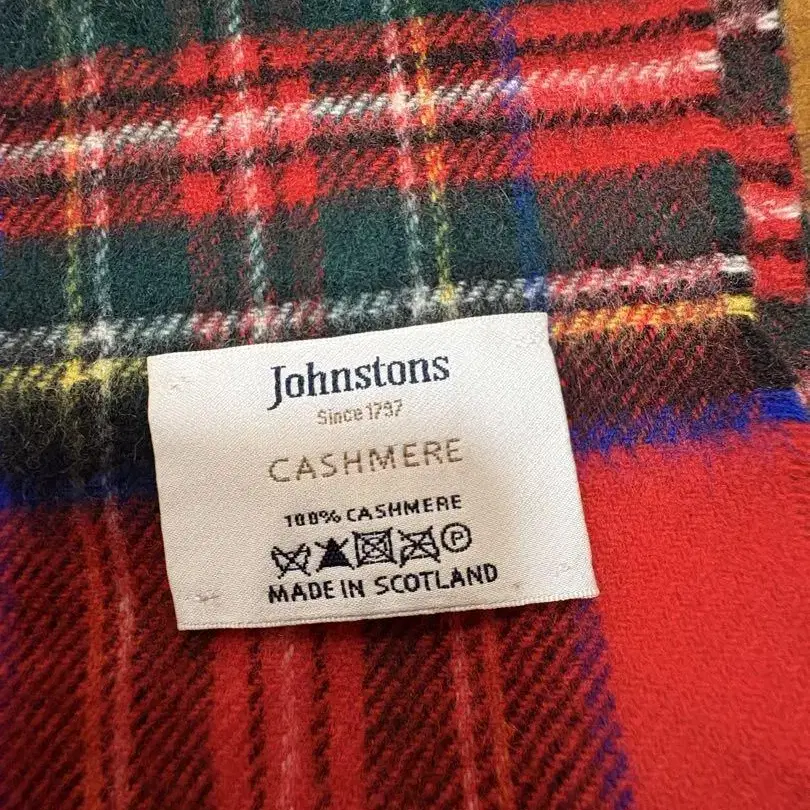 Johnstons
Since 1797
CASHMERE
100% CASHMERE
P
MADE IN SCOTLAND